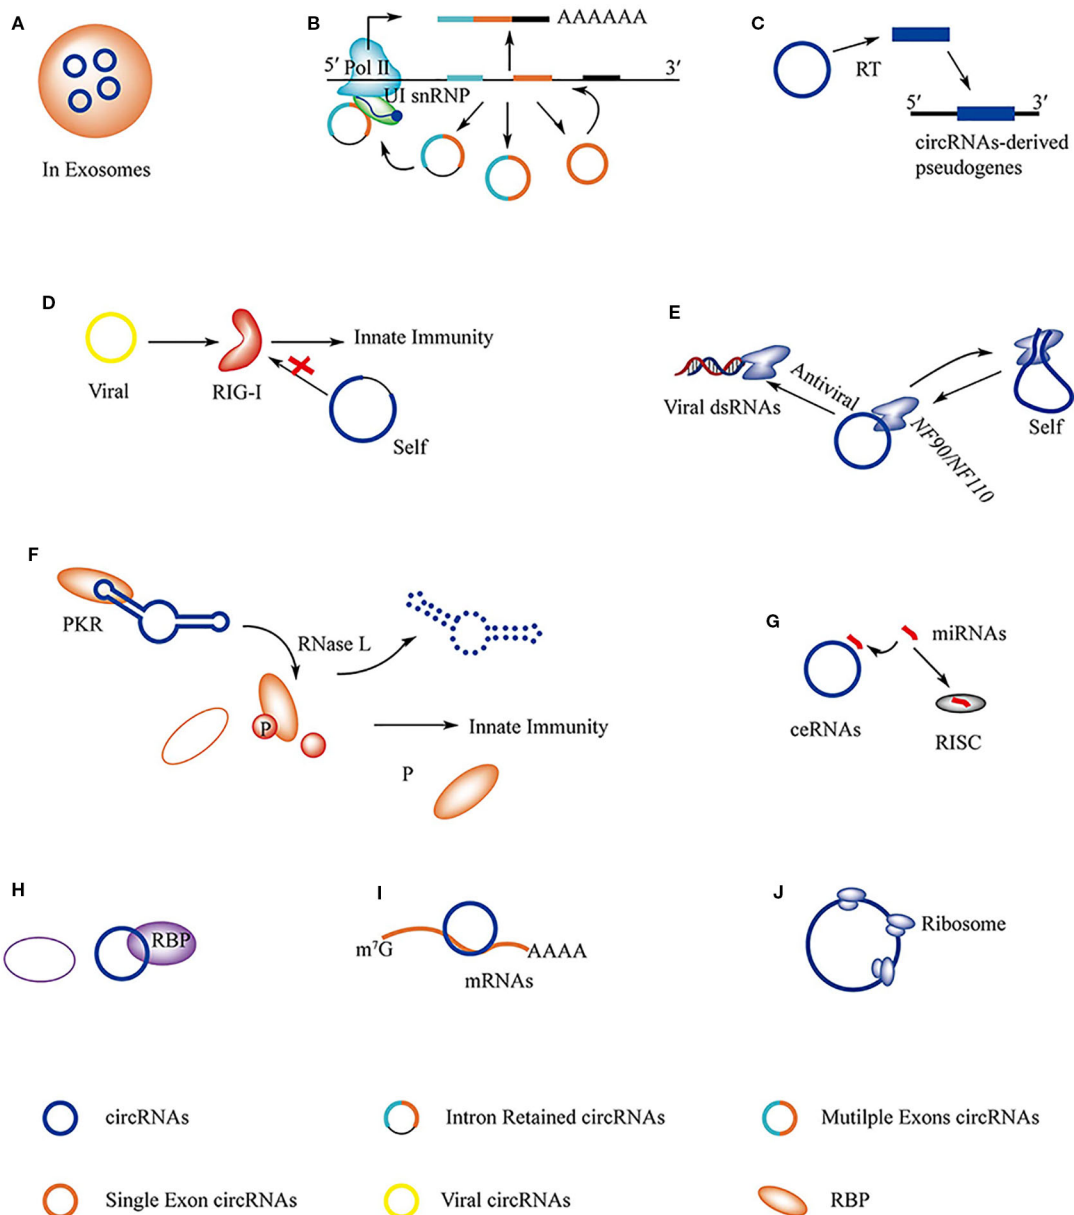 A
In Exosomes
B
AAAAAA
5′
Pol II
3′
UI snRNP
C
RT
5′
3′
circRNAs-derived
pseudogenes
D
Viral
RIG-I
Innate Immunity
Self
E
Viral dsRNAs
Antiviral
NF90/NF110
Self
F
PKR
RNase L
P
Innate Immunity
P
G
miRNAs
ceRNAs
RISC
H
RBP
I
m⁷G
AAAA
mRNAs
J
Ribosome
circRNAs
Intron Retained circRNAs
Mutilple Exons circRNAs
Single Exon circRNAs
Viral circRNAs
RBP